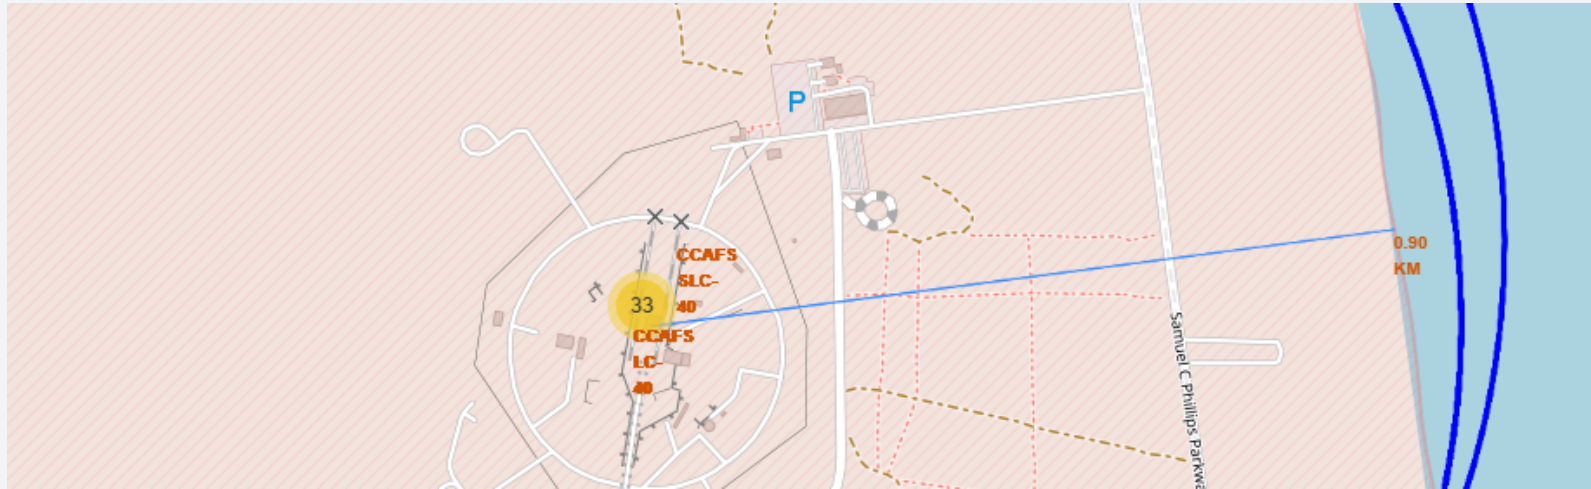 P
CCAFS
SLC-
40
33
CCAFS
LC-
40
0.90
KM
Samuel C Phillips Parkwa